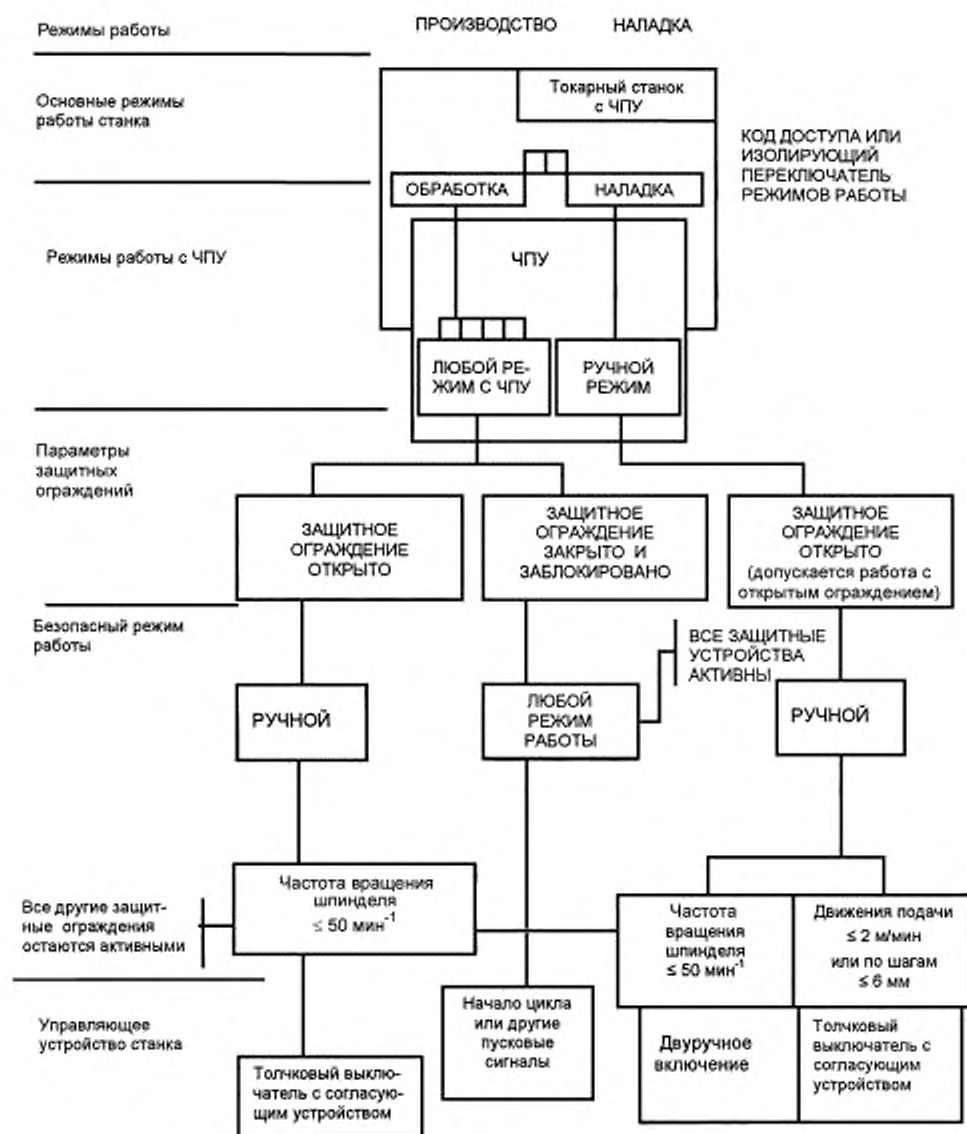 Режимы работы
ПРОИЗВОДСТВО
НАЛАДКА
Основные режимы
работы станка
Токарный станок
с ЧПУ
КОД ДОСТУПА ИЛИ
ИЗОЛИРУЮЩИЙ
ПЕРЕКЛЮЧАТЕЛЬ
РЕЖИМОВ РАБОТЫ
ОБРАБОТКА
НАЛАДКА
Режимы работы с ЧПУ
ЧПУ
ЛЮБОЙ РЕ-
ЖИМ С ЧПУ
РУЧНОЙ
РЕЖИМ
Параметры
защитных
ограждений
ЗАЩИТНОЕ
ОГРАЖДЕНИЕ
ОТКРЫТО
ЗАЩИТНОЕ
ОГРАЖДЕНИЕ
ЗАКРЫТО И
ЗАБЛОКИРОВАНО
ЗАЩИТНОЕ
ОГРАЖДЕНИЕ
ОТКРЫТО
(допускается работа с
открытым ограждением)
Безопасный режим
работы
ВСЕ ЗАЩИТНЫЕ
УСТРОЙСТВА
АКТИВНЫ
РУЧНОЙ
ЛЮБОЙ
РЕЖИМ
РАБОТЫ
РУЧНОЙ
Все другие защит-
ные ограждения
остаются активными
Частота вращения
шпинделя
≤ 50 мин⁻¹
Частота
вращения
шпинделя
≤ 50 мин⁻¹
Движения подачи
≤ 2 м/мин
или по шагам
≤ 6 мм
Управляющее
устройство станка
Толчковый выклю-
чатель с согласую-
щим устройством
Начало цикла
или другие
пусковые
сигналы
Двуручное
включение
Толчковый
выключатель с
согласующим
устройством